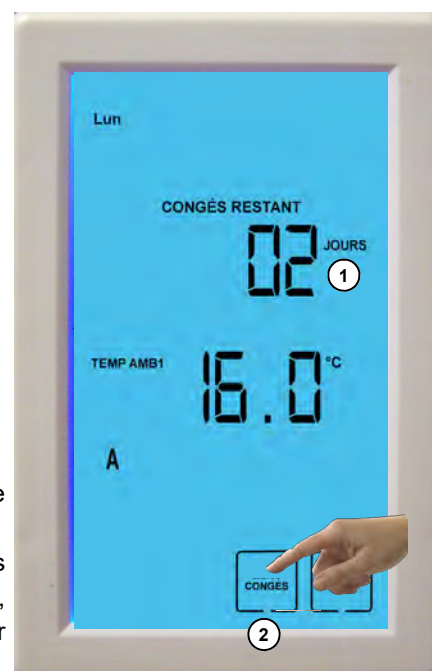 Lun
CONGÉS RESTANT
02 JOURS
1
TEMP AMB1 16.0 °C
A
e
s
CONGÉS
,
r
2